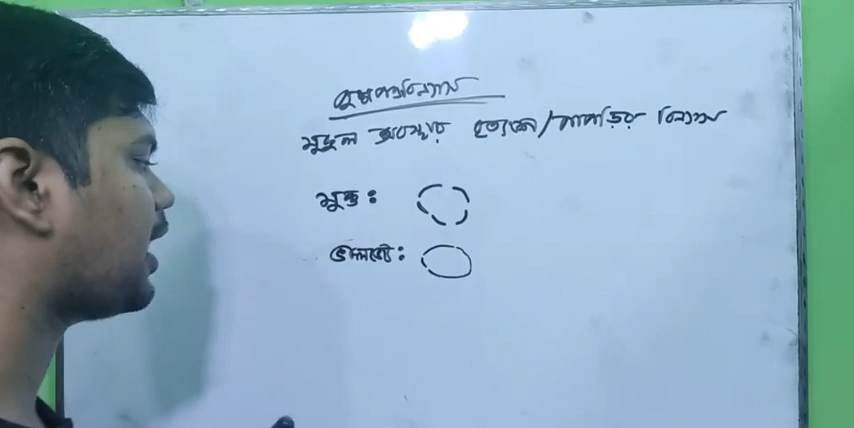 পুষ্পপত্রবিন্যাস
মুকুল অবস্থায় বৃত্যাংশ/পাপড়ির বিন্যাস
মুক্ত :
ভালভেট :